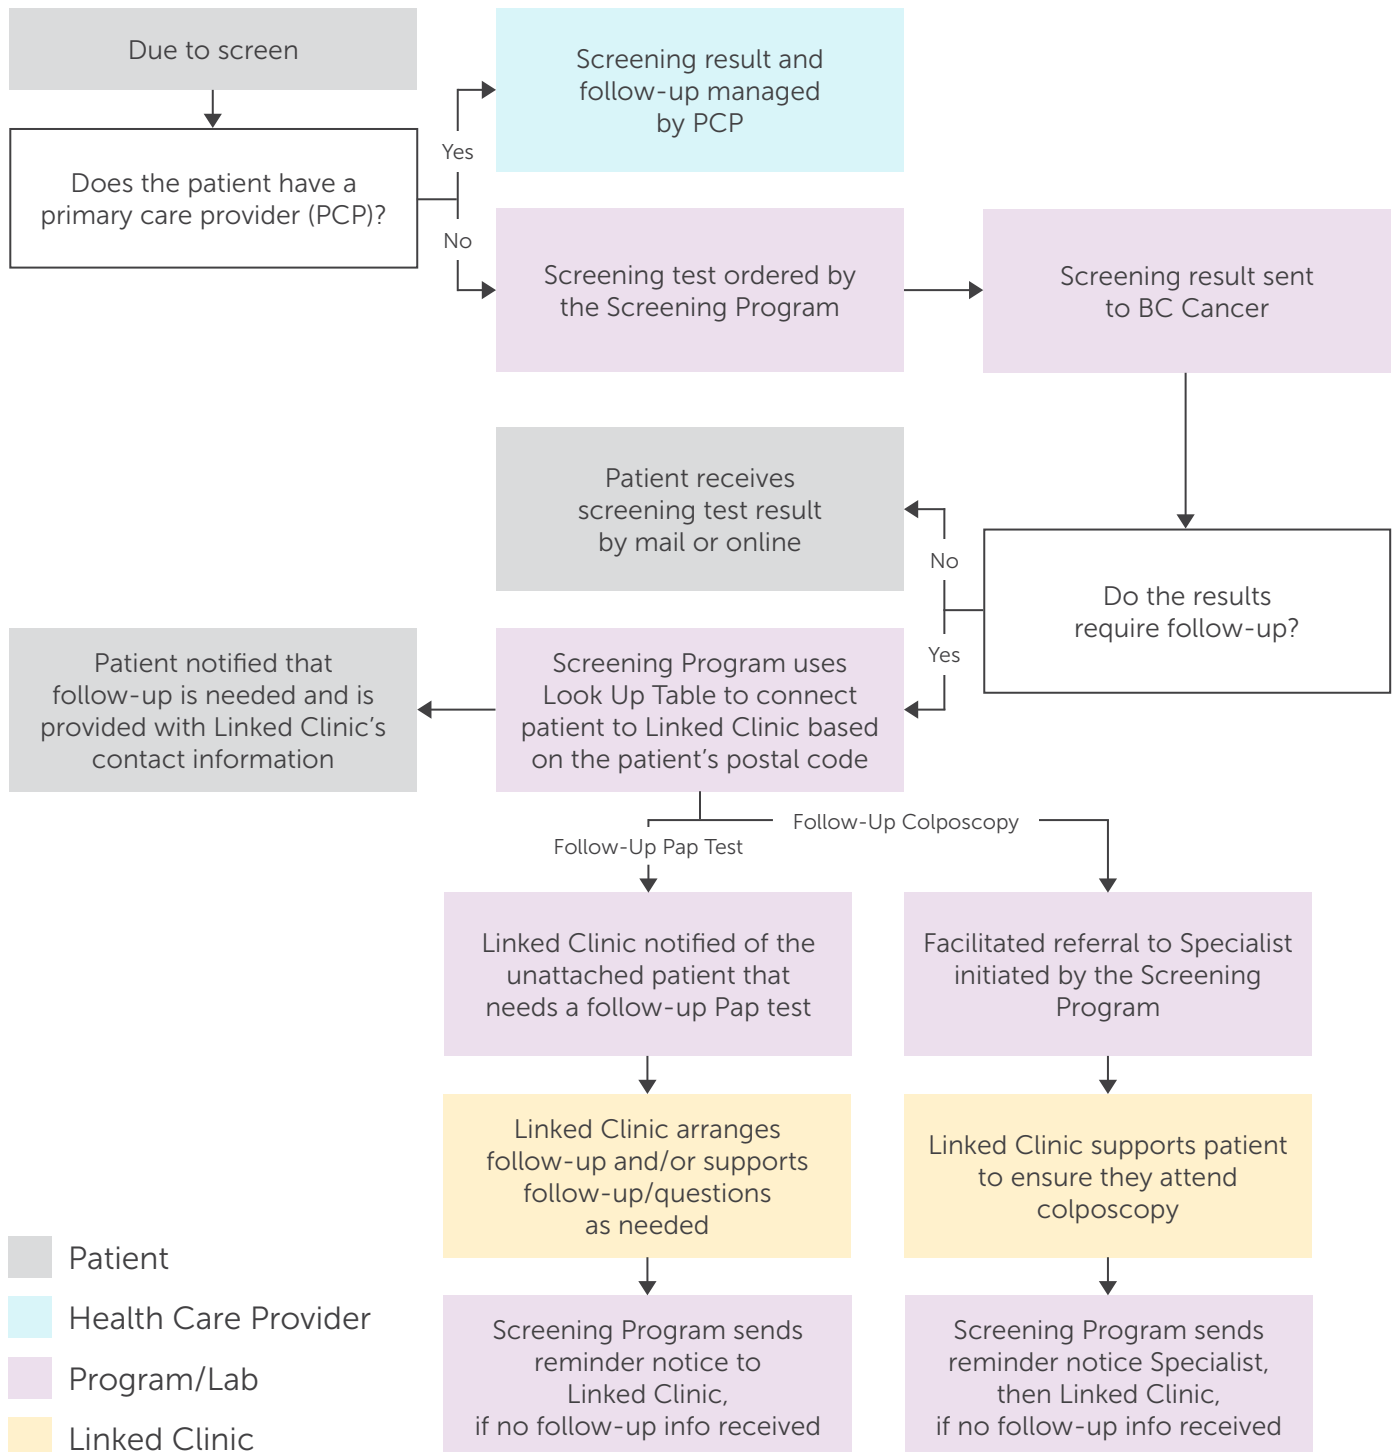 Due to screen
Does the patient have a
primary care provider (PCP)?
Yes
No
Screening result and
follow-up managed
by PCP
Screening test ordered by
the Screening Program
Screening result sent
to BC Cancer
Do the results
require follow-up?
No
Yes
Patient receives
screening test result
by mail or online
Screening Program uses
Look Up Table to connect
patient to Linked Clinic based
on the patient’s postal code
Patient notified that
follow-up is needed and is
provided with Linked Clinic’s
contact information
Follow-Up Pap Test
Follow-Up Colposcopy
Linked Clinic notified of the
unattached patient that
needs a follow-up Pap test
Facilitated referral to Specialist
initiated by the Screening
Program
Linked Clinic arranges
follow-up and/or supports
follow-up/questions
as needed
Linked Clinic supports patient
to ensure they attend
colposcopy
Screening Program sends
reminder notice to
Linked Clinic,
if no follow-up info received
Screening Program sends
reminder notice Specialist,
then Linked Clinic,
if no follow-up info received
Patient
Health Care Provider
Program/Lab
Linked Clinic